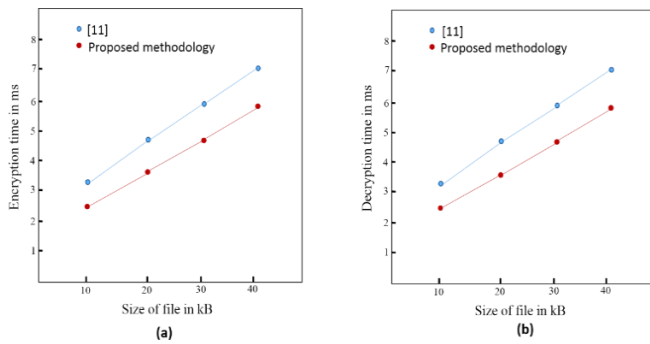 [11]
Proposed methodology
8
7
6
5
4
3
2
1
Encryption time in ms
10 20 30 40
Size of file in kB
(a)
[11]
Proposed methodology
8
7
6
5
4
3
2
1
Decryption time in ms
10 20 30 40
Size of file in kB
(b)